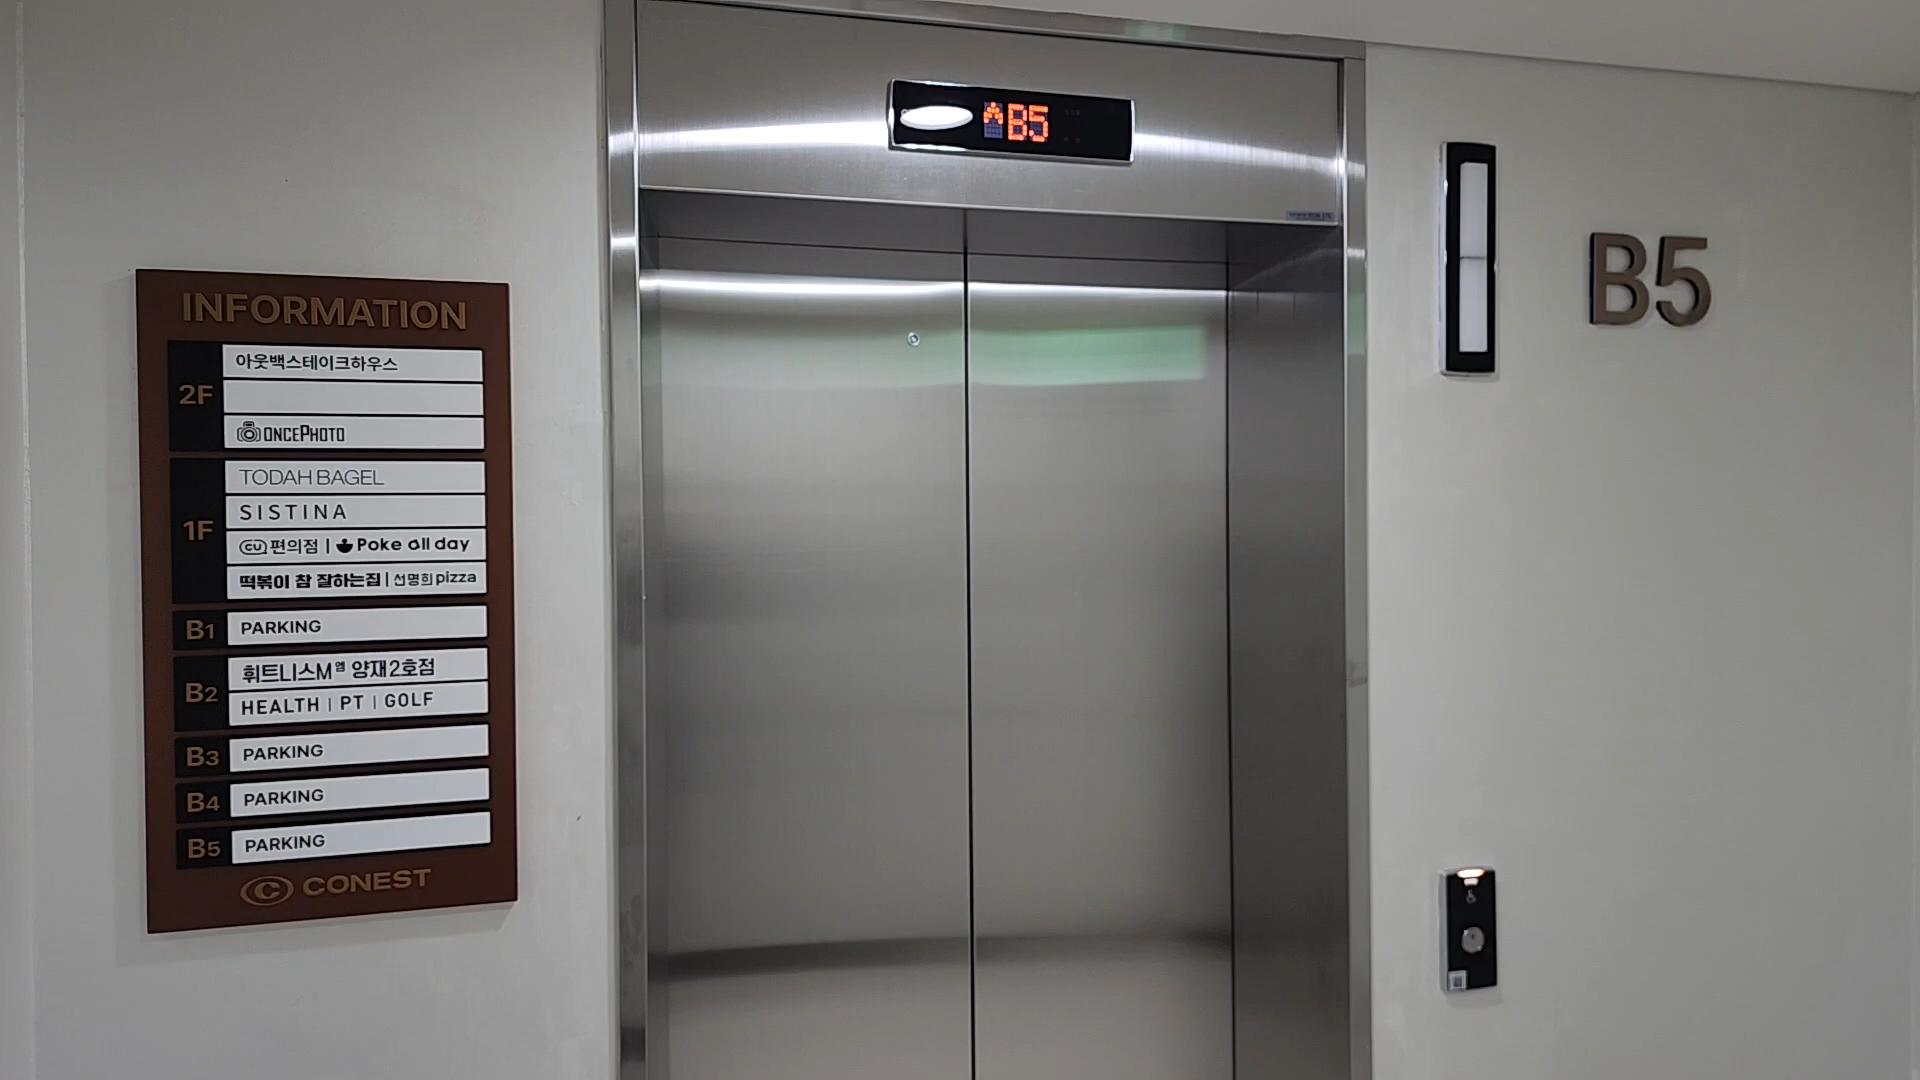 B5
B5
INFORMATION
2F
아웃백스테이크하우스
ONCEPHOTO
1F
TODAH BAGEL
SISTINA
CU 편의점 | Poke all day
떡볶이 참 잘하는집 | 선명희 pizza
B1 PARKING
B2
휘트니스M엠 양재2호점
HEALTH | PT | GOLF
B3 PARKING
B4 PARKING
B5 PARKING
C CONEST